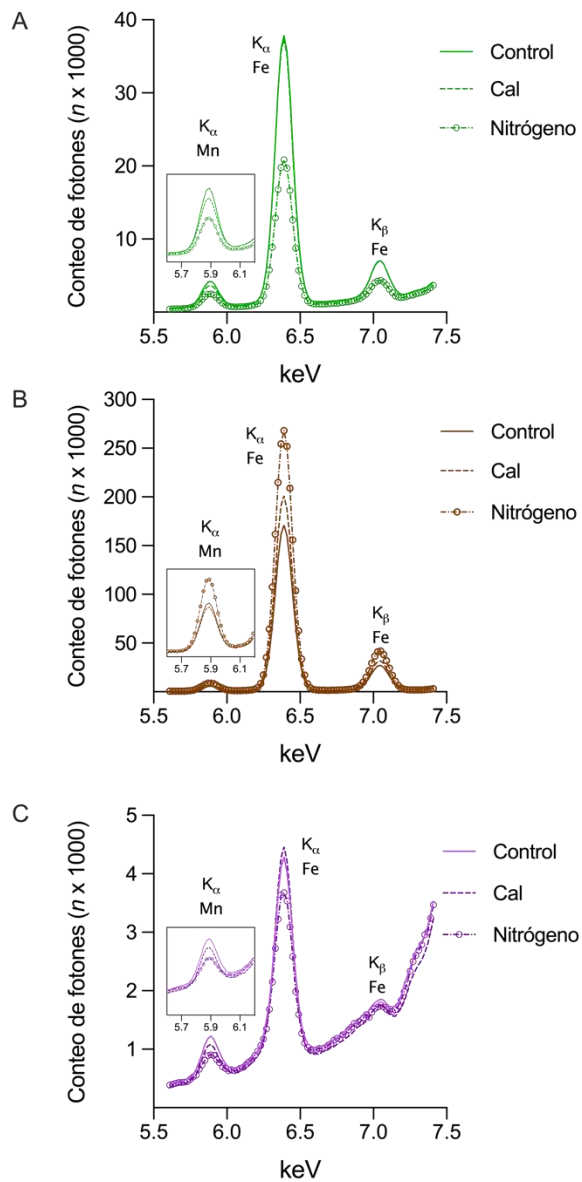 A
Conteo de fotones (n x 1000)
40
30
20
10
Kα
Mn
Kα
Fe
Kβ
Fe
Control
Cal
Nitrógeno
5.7 5.9 6.1
5.5 6.0 6.5 7.0 7.5
keV
B
Conteo de fotones (n x 1000)
300
250
200
150
100
50
Kα
Mn
Kα
Fe
Kβ
Fe
Control
Cal
Nitrógeno
5.7 5.9 6.1
5.5 6.0 6.5 7.0 7.5
keV
C
Conteo de fotones (n x 1000)
5
4
3
2
1
Kα
Mn
Kα
Fe
Kβ
Fe
Control
Cal
Nitrógeno
5.7 5.9 6.1
5.5 6.0 6.5 7.0 7.5
keV